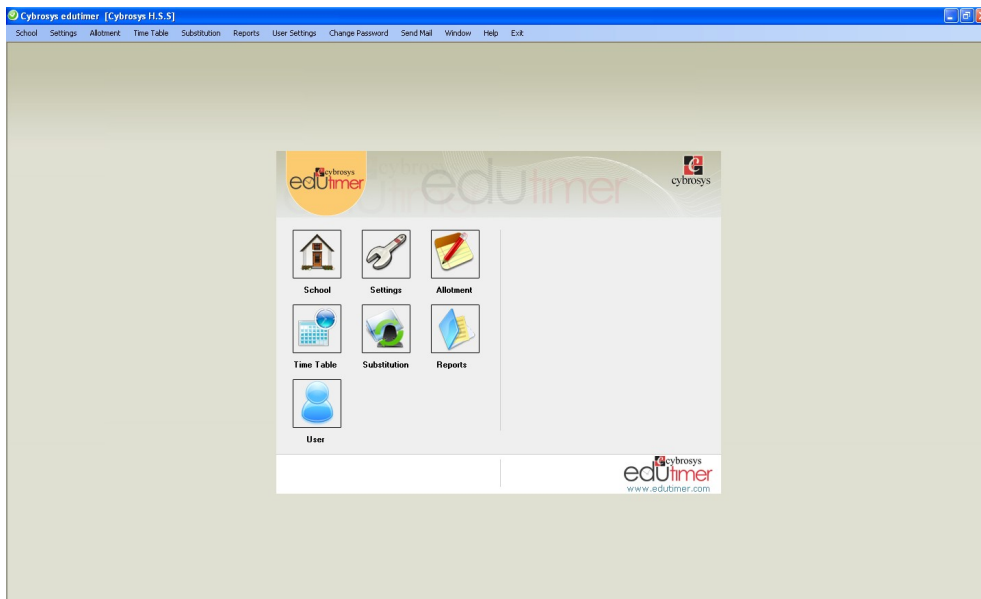 Cybrosys edutimer [Cybrosys H.S.S]
School Settings Allotment Time Table Substitution Reports User Settings Change Password Send Mail Window Help Exit
cybrosys
edUtimer
edUtimer
cybrosys
School Settings Allotment
Time Table Substitution Reports
User
cybrosys
edUtimer
www.edutimer.com